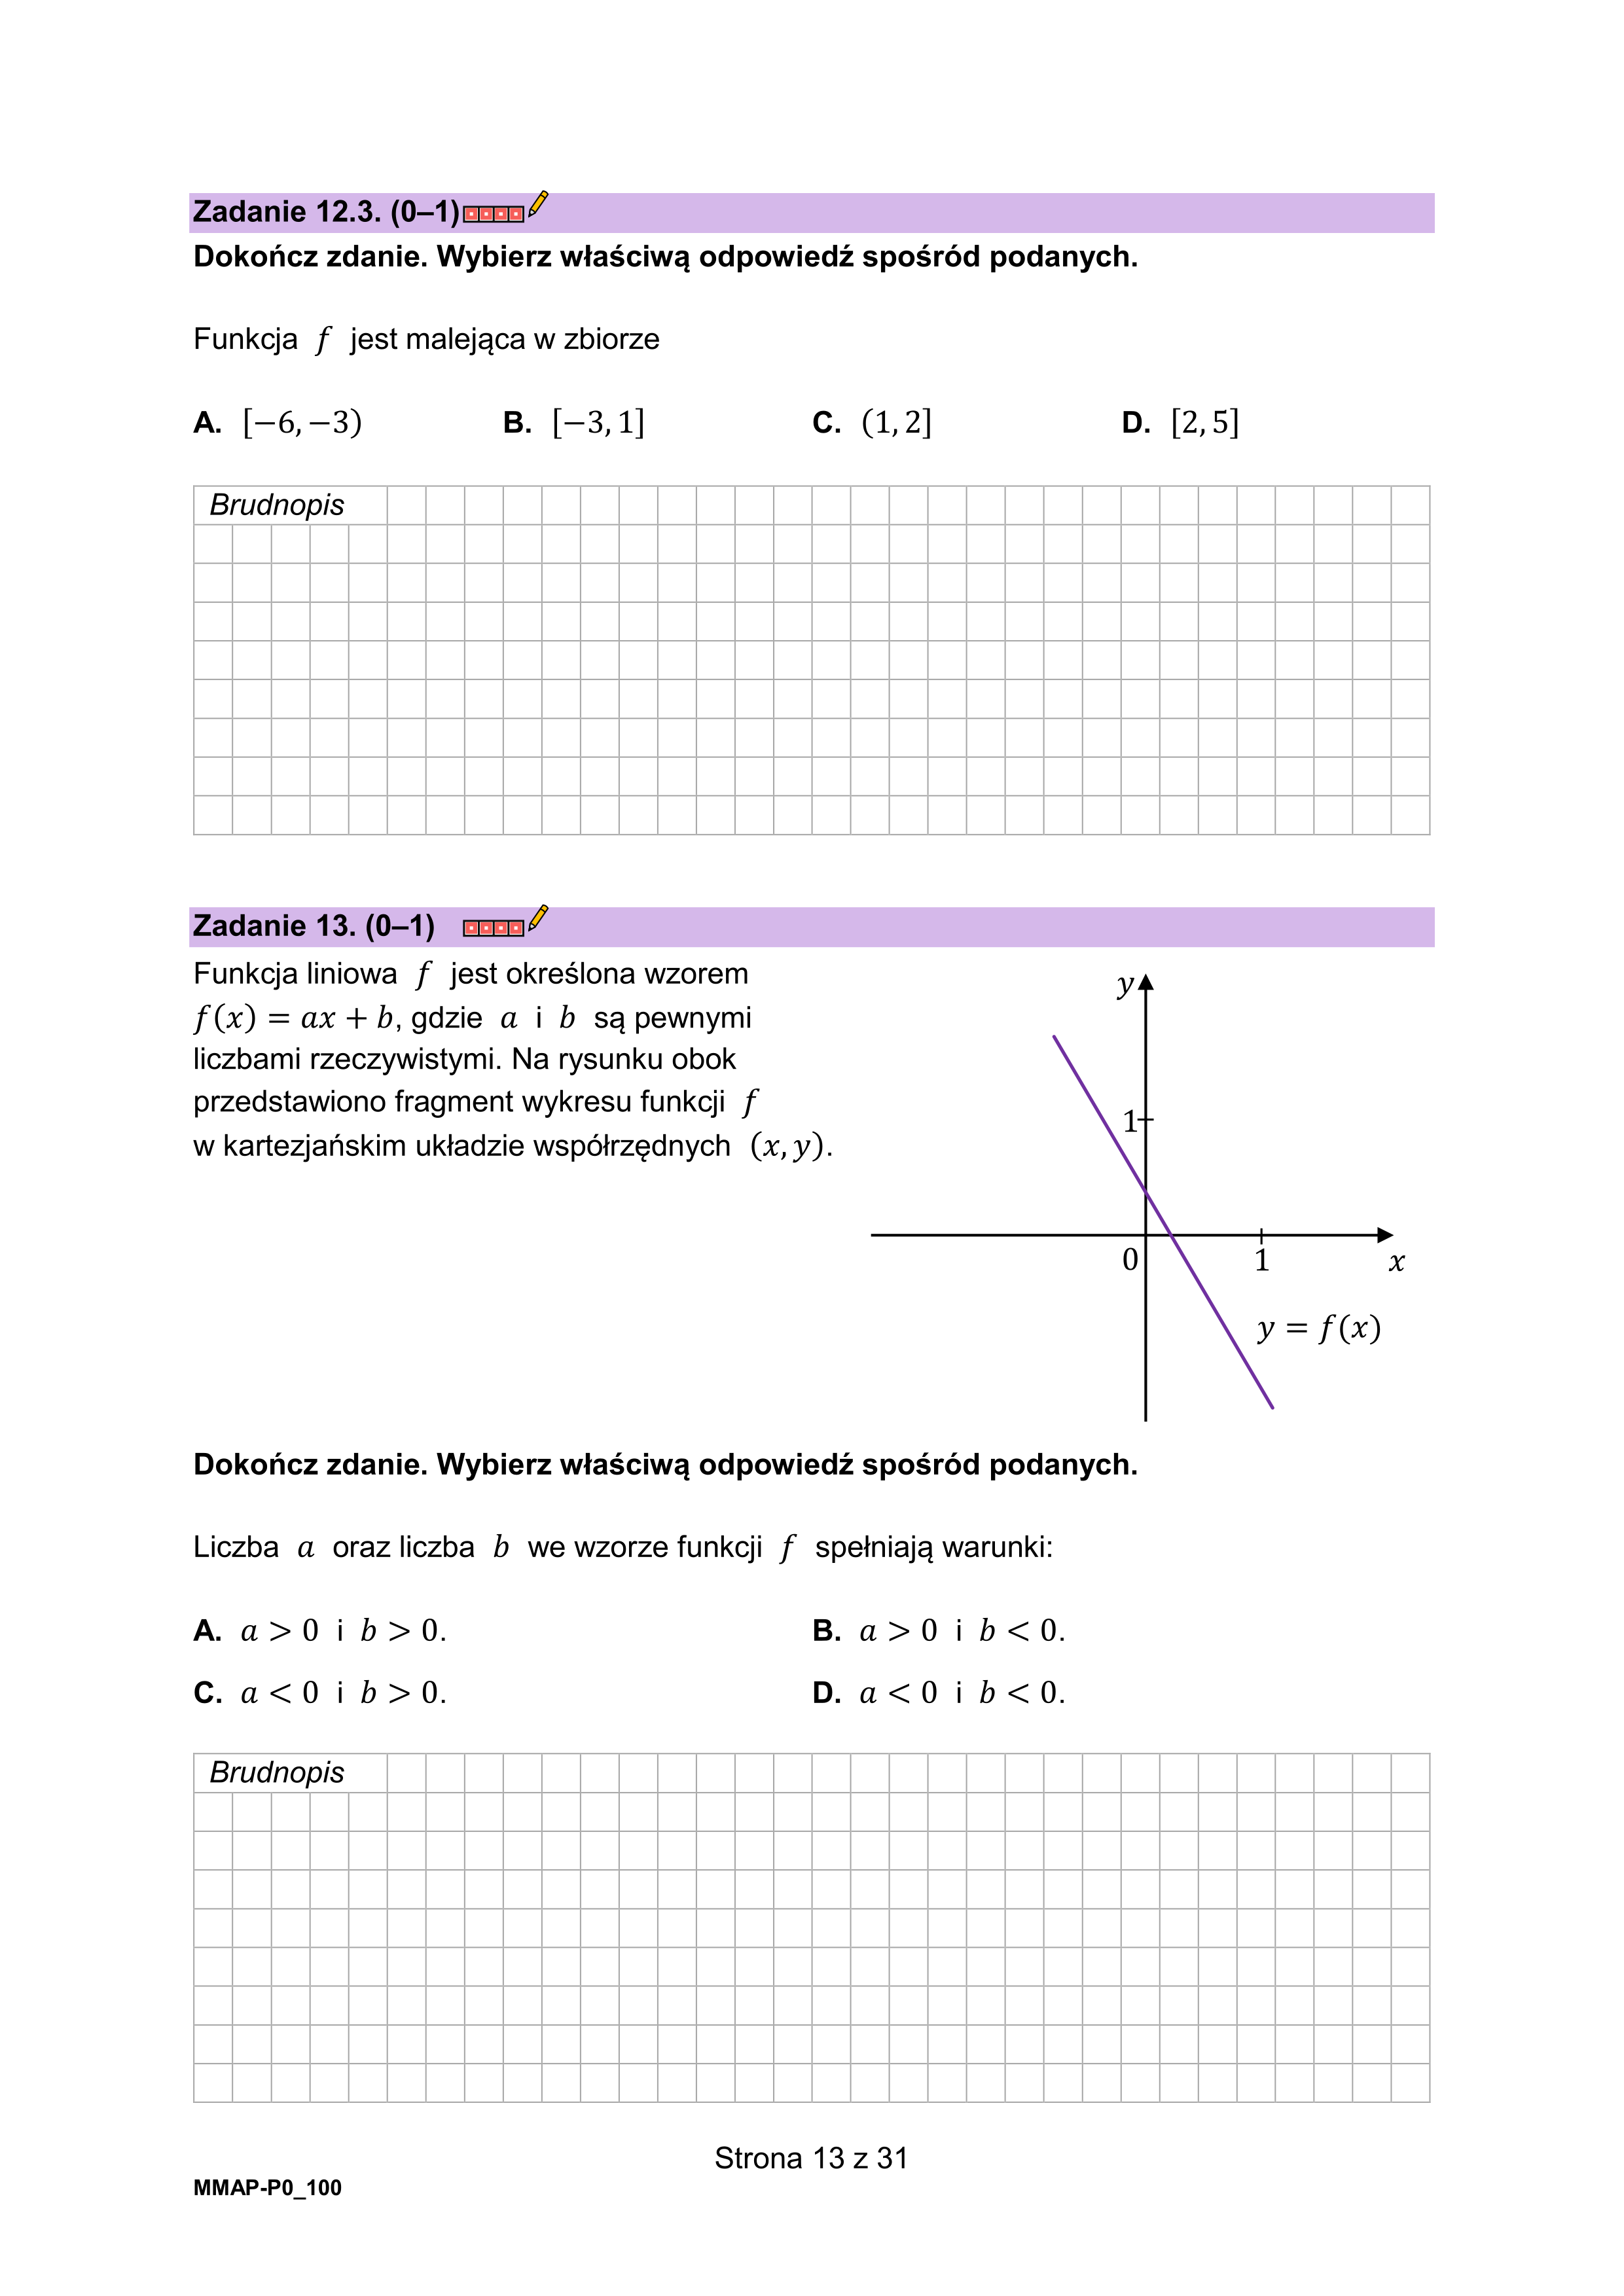 Zadanie 12.3. (0–1)
Dokończ zdanie. Wybierz właściwą odpowiedź spośród podanych.
Funkcja f jest malejąca w zbiorze
A. [−6, −3) B. [−3, 1] C. (1, 2] D. [2, 5]
Brudnopis
Zadanie 13. (0–1)
Funkcja liniowa f jest określona wzorem
f(x) = ax + b, gdzie a i b są pewnymi
liczbami rzeczywistymi. Na rysunku obok
przedstawiono fragment wykresu funkcji f
w kartezjańskim układzie współrzędnych (x, y).
y
1
0 1 x
y = f(x)
Dokończ zdanie. Wybierz właściwą odpowiedź spośród podanych.
Liczba a oraz liczba b we wzorze funkcji f spełniają warunki:
A. a > 0 i b > 0. B. a > 0 i b < 0.
C. a < 0 i b > 0. D. a < 0 i b < 0.
Brudnopis
Strona 13 z 31
MMAP-P0_100